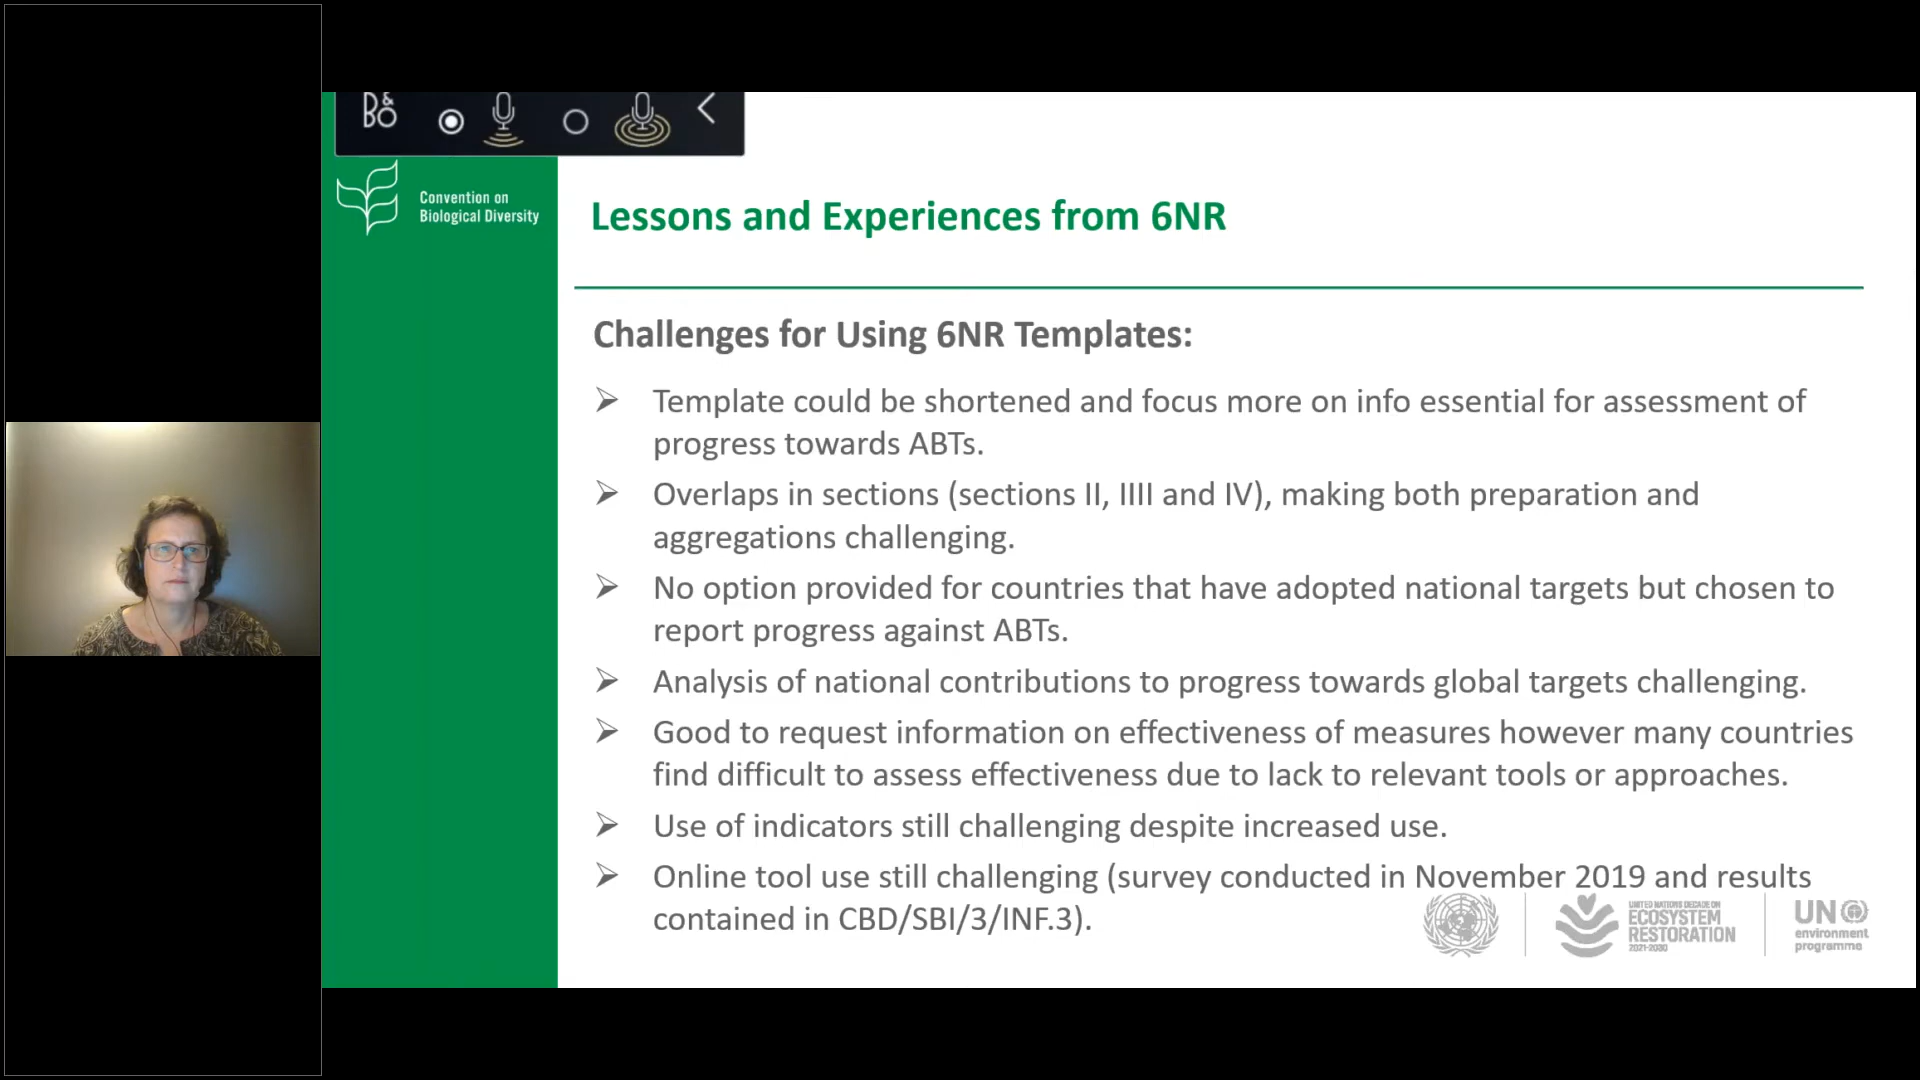 B&O
Convention on
Biological Diversity
Lessons and Experiences from 6NR
Challenges for Using 6NR Templates:
Template could be shortened and focus more on info essential for assessment of
progress towards ABTs.
Overlaps in sections (sections II, IIII and IV), making both preparation and
aggregations challenging.
No option provided for countries that have adopted national targets but chosen to
report progress against ABTs.
Analysis of national contributions to progress towards global targets challenging.
Good to request information on effectiveness of measures however many countries
find difficult to assess effectiveness due to lack to relevant tools or approaches.
Use of indicators still challenging despite increased use.
Online tool use still challenging (survey conducted in November 2019 and results
contained in CBD/SBI/3/INF.3).
UNITED NATIONS DECADE ON
ECOSYSTEM
RESTORATION
2021-2030
UN
environment
programme